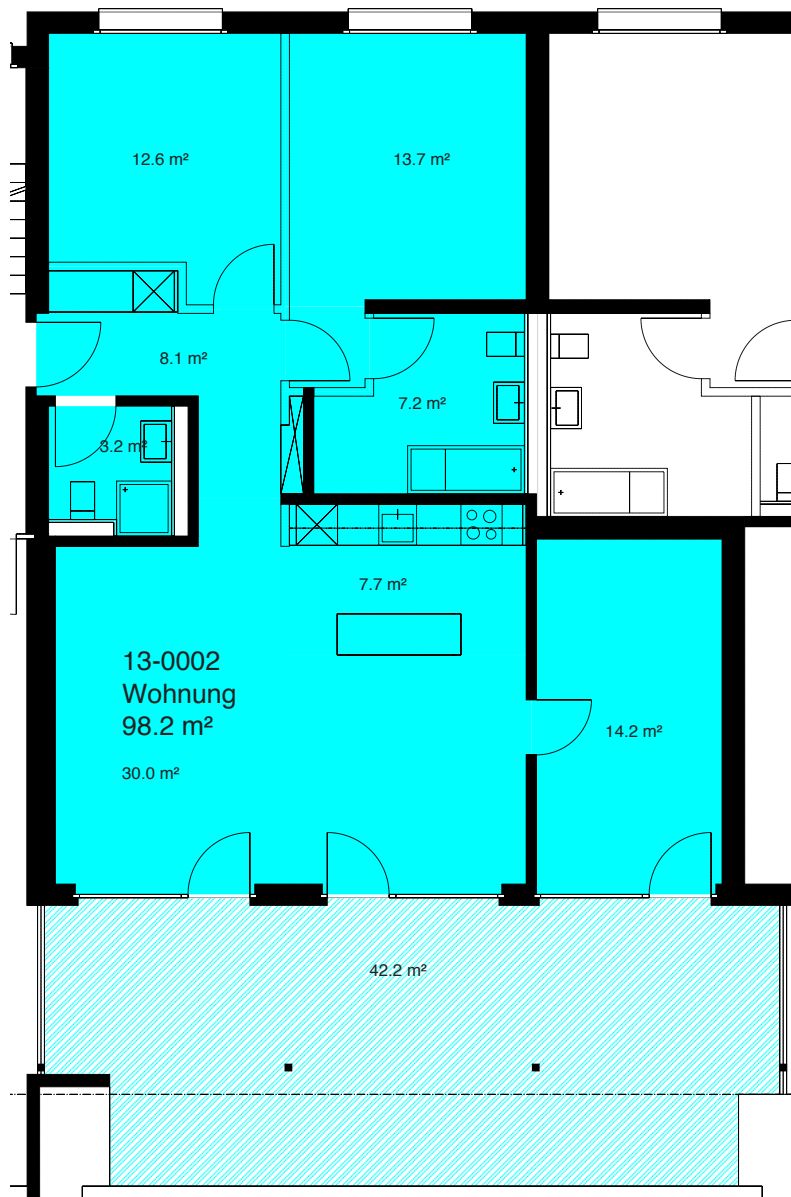 12.6 m²
13.7 m²
8.1 m²
7.2 m²
3.2 m²
7.7 m²
13-0002
Wohnung
98.2 m²
30.0 m²
14.2 m²
42.2 m²